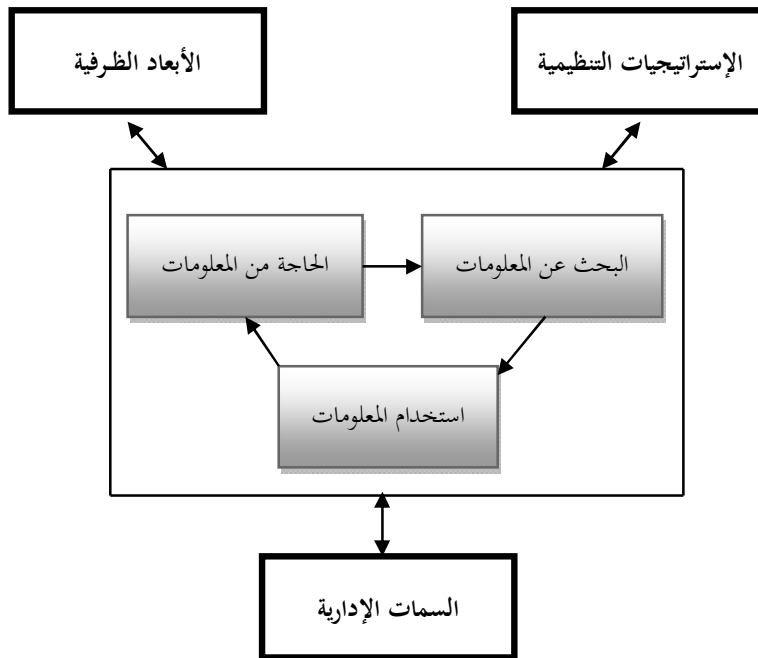 الإستراتيجيات التنظيمية
الأبعاد الظرفية
البحث عن المعلومات
الحاجة من المعلومات
استخدام المعلومات
السمات الإدارية